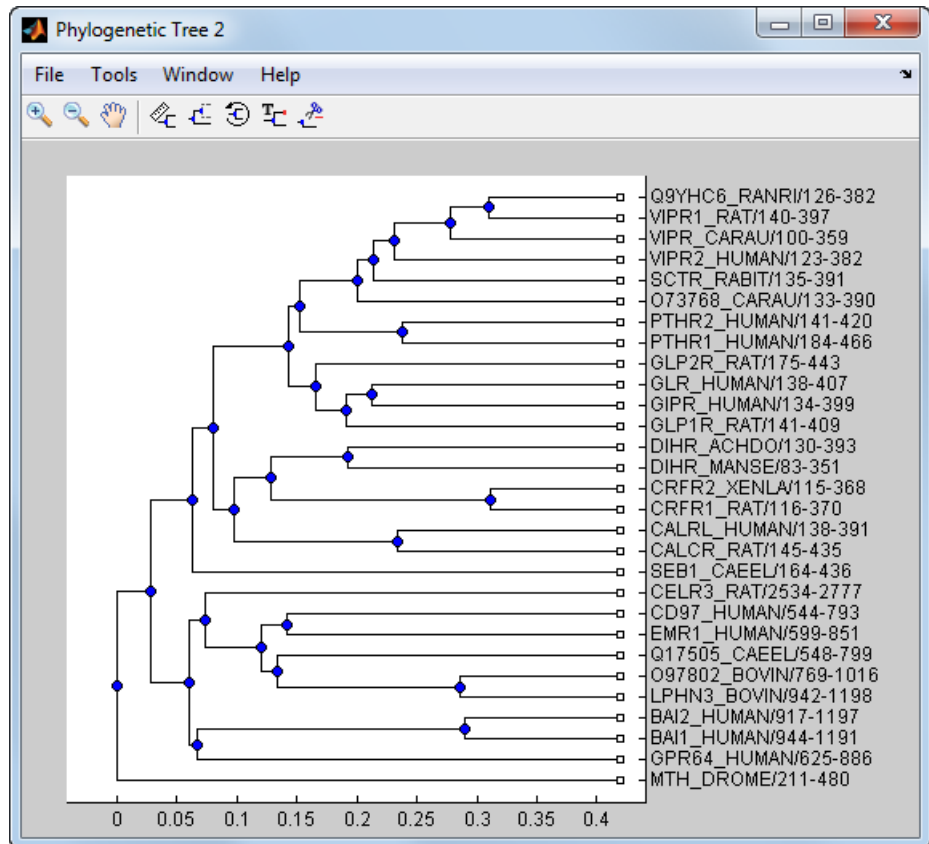 Phylogenetic Tree 2
File Tools Window Help
Q9YHC6_RANRI/126-382
VIPR1_RAT/140-397
VIPR_CARAU/100-359
VIPR2_HUMAN/123-382
SCTR_RABIT/135-391
O73768_CARAU/133-390
PTHR2_HUMAN/141-420
PTHR1_HUMAN/184-466
GLP2R_RAT/175-443
GLR_HUMAN/138-407
GIPR_HUMAN/134-399
GLP1R_RAT/141-409
DIHR_ACHDO/130-393
DIHR_MANSE/83-351
CRFR2_XENLA/115-368
CRFR1_RAT/116-370
CALRL_HUMAN/138-391
CALCR_RAT/145-435
SEB1_CAEEL/164-436
CELR3_RAT/2534-2777
CD97_HUMAN/544-793
EMR1_HUMAN/599-851
Q17505_CAEEL/548-799
O97802_BOVIN/769-1016
LPHN3_BOVIN/942-1198
BAI2_HUMAN/917-1197
BAI1_HUMAN/944-1191
GPR64_HUMAN/625-886
MTH_DROME/211-480
0 0.05 0.1 0.15 0.2 0.25 0.3 0.35 0.4